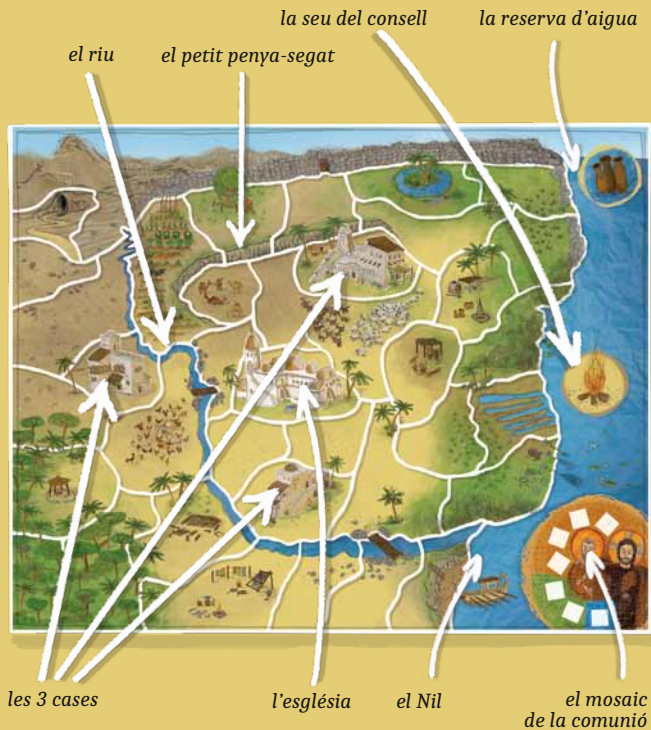 la seu del consell
la reserva d’aigua
el riu
el petit penya-segat
les 3 cases
l’església
el Nil
el mosaic
de la comunió